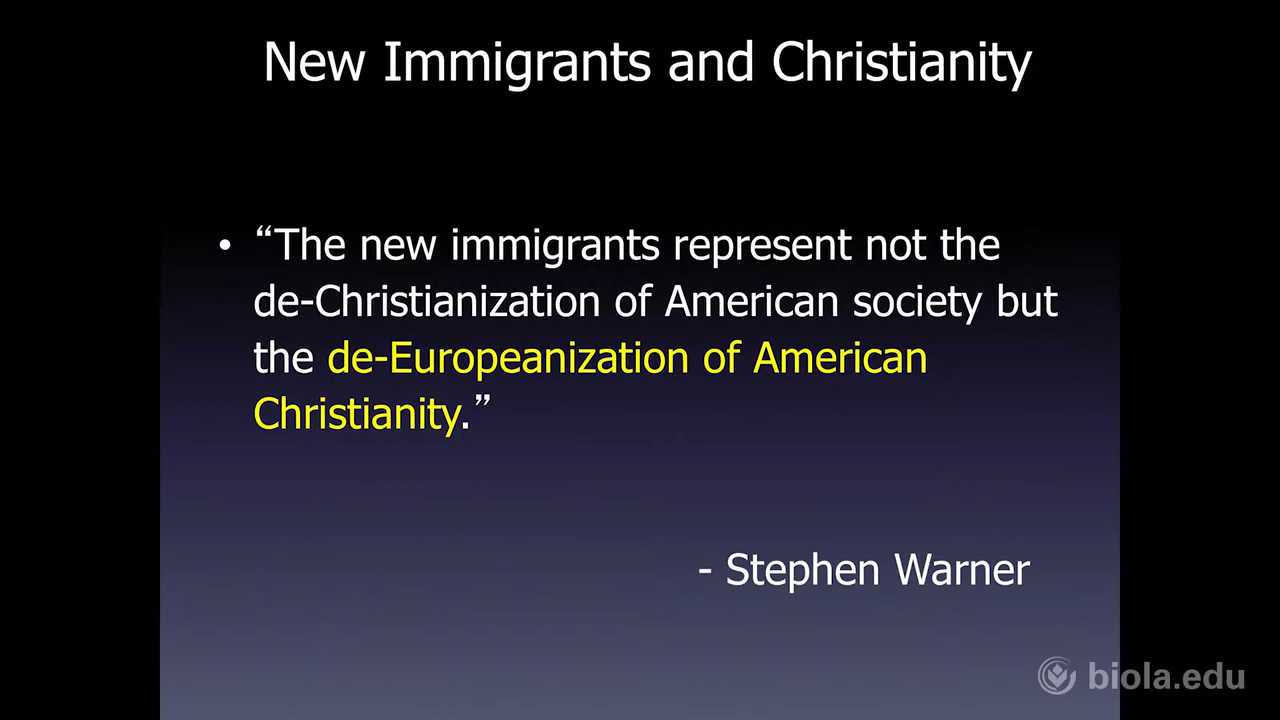 New Immigrants and Christianity
• “The new immigrants represent not the
de-Christianization of American society but
the de-Europeanization of American
Christianity.”
- Stephen Warner
biola.edu